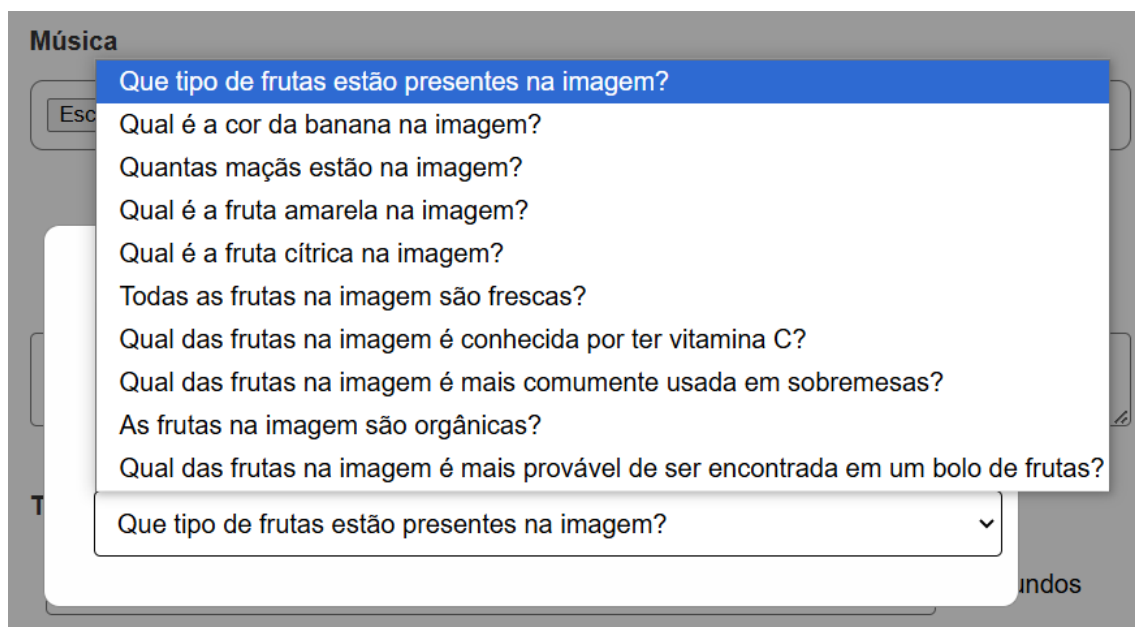 Música
Esc
Que tipo de frutas estão presentes na imagem?
Qual é a cor da banana na imagem?
Quantas maçãs estão na imagem?
Qual é a fruta amarela na imagem?
Qual é a fruta cítrica na imagem?
Todas as frutas na imagem são frescas?
Qual das frutas na imagem é conhecida por ter vitamina C?
Qual das frutas na imagem é mais comumente usada em sobremesas?
As frutas na imagem são orgânicas?
Qual das frutas na imagem é mais provável de ser encontrada em um bolo de frutas?
T
Que tipo de frutas estão presentes na imagem?
undos